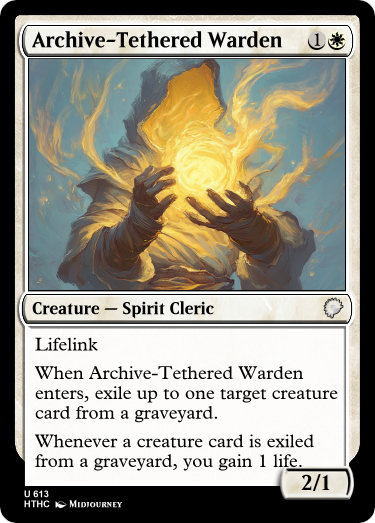 Archive-Tethered Warden 1
Creature — Spirit Cleric
Lifelink
When Archive-Tethered Warden
enters, exile up to one target creature
card from a graveyard.
Whenever a creature card is exiled
from a graveyard, you gain 1 life.
2/1
U 613
HTHC Midjourney